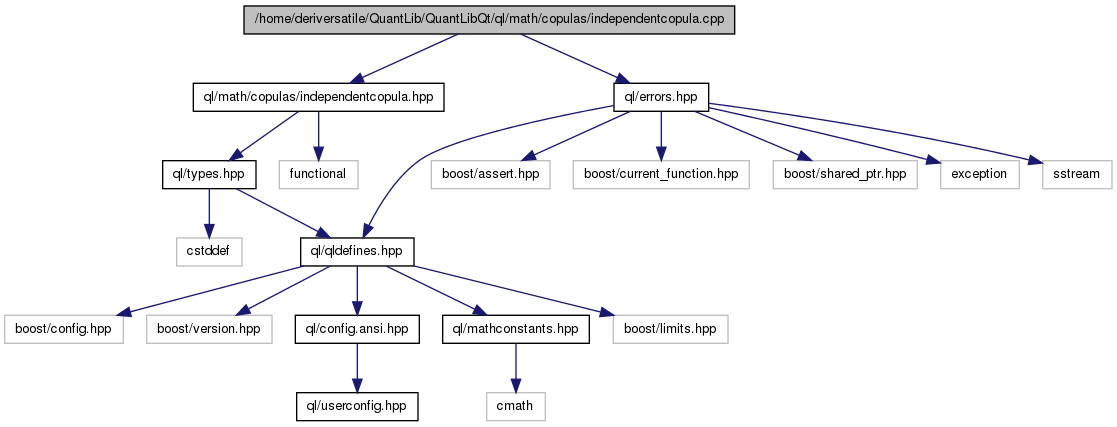 /home/deriversatile/QuantLib/QuantLibQt/ql/math/copulas/independentcopula.cpp
ql/math/copulas/independentcopula.hpp
ql/errors.hpp
ql/types.hpp
functional
boost/assert.hpp
boost/current_function.hpp
boost/shared_ptr.hpp
exception
sstream
cstddef
ql/qldefines.hpp
boost/config.hpp
boost/version.hpp
ql/config.ansi.hpp
ql/mathconstants.hpp
boost/limits.hpp
ql/userconfig.hpp
cmath